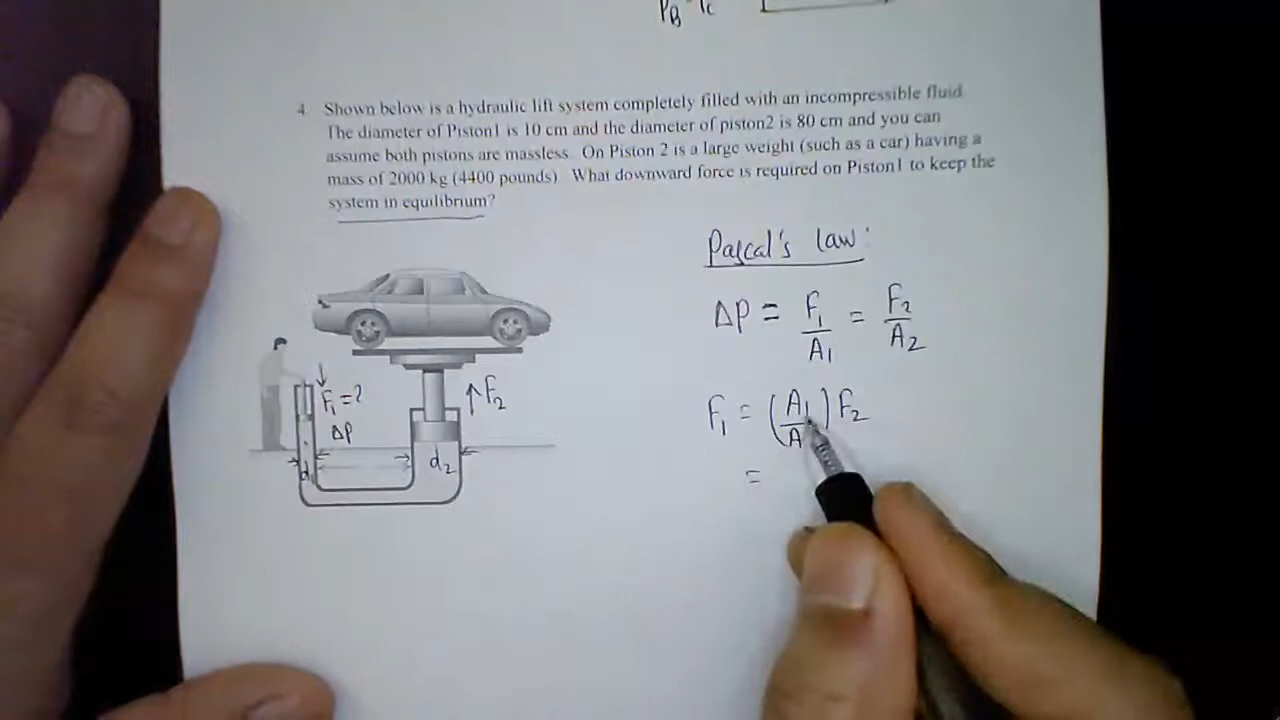 PB Pc
4. Shown below is a hydraulic lift system completely filled with an incompressible fluid.
The diameter of Piston1 is 10 cm and the diameter of piston2 is 80 cm and you can
assume both pistons are massless. On Piston 2 is a large weight (such as a car) having a
mass of 2000 kg (4400 pounds). What downward force is required on Piston1 to keep the
system in equilibrium?
Pascal's law:
ΔP = F₁/A₁ = F₂/A₂
F₁ = (A₁/A) F₂
=
↓ F₁=?
ΔP
↑F₂
d₂